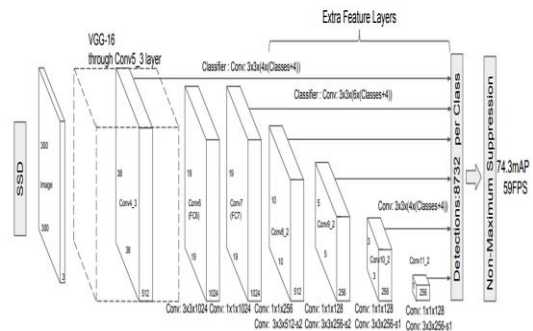 Extra Feature Layers
VGG-16
through Conv5_3 layer
Classifier : Conv: 3x3x(4x(Classes+4))
Classifier : Conv: 3x3x(6x(Classes+4))
Conv: 3x3x(4x(Classes+4))
SSD
300
Image
300
3
38
Conv4_3
38
512
19
Conv6
(FC6)
19
1024
19
Conv7
(FC7)
19
1024
10
Conv8_2
10
512
5
Conv9_2
5
256
3
Conv10_2
3
256
Conv11_2
256
Detections:8732 per Class
Non-Maximum Suppression
74.3mAP
59FPS
Conv: 3x3x1024
Conv: 1x1x1024
Conv: 1x1x256
Conv: 3x3x512-s2
Conv: 1x1x128
Conv: 3x3x256-s2
Conv: 1x1x128
Conv: 3x3x256-s1
Conv: 1x1x128
Conv: 3x3x256-s1